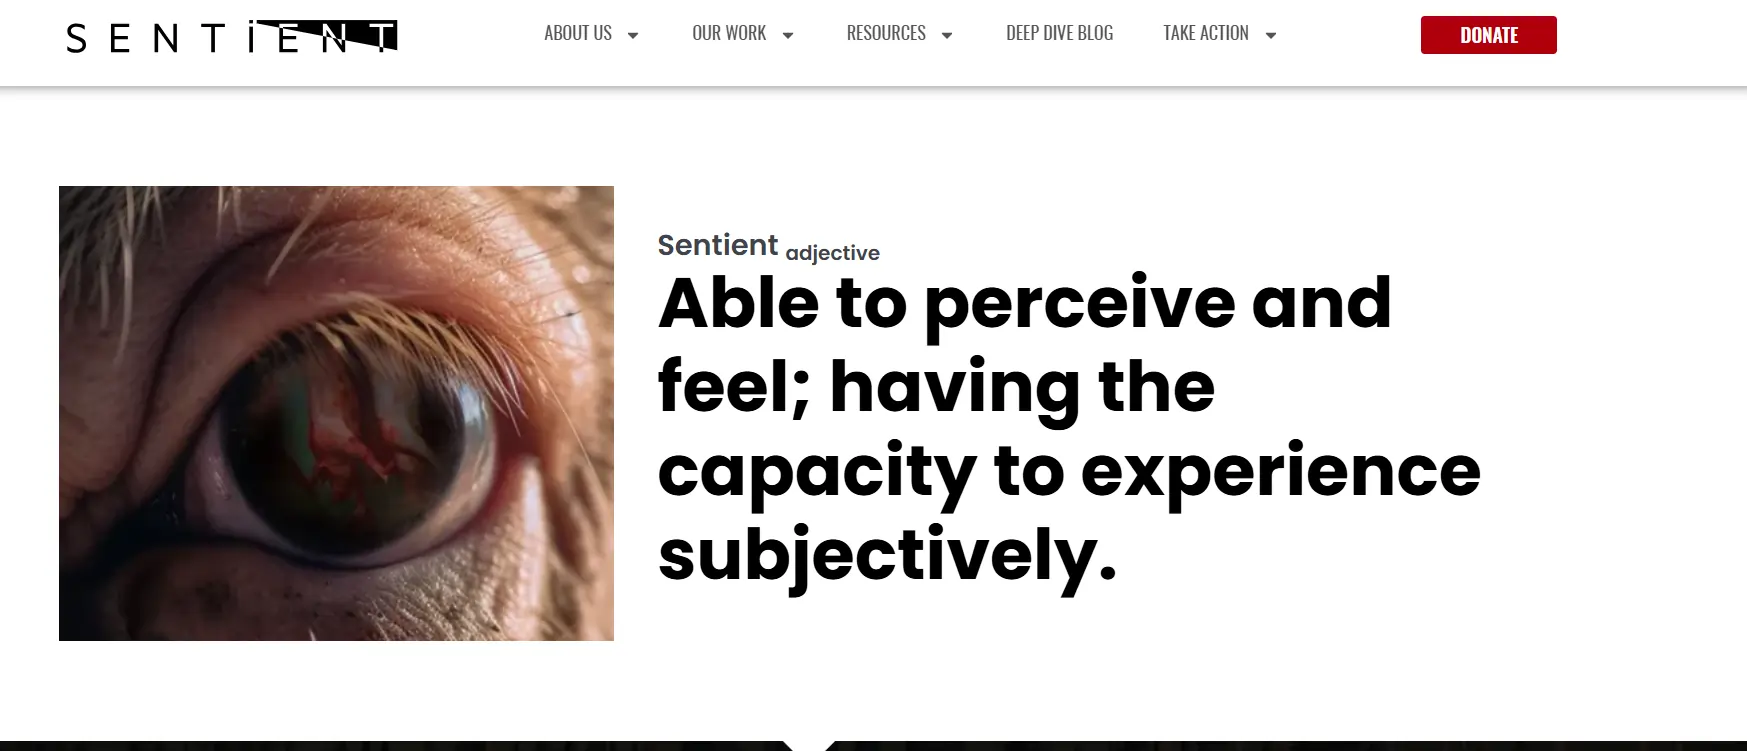 SENTiENT
ABOUT US
OUR WORK
RESOURCES
DEEP DIVE BLOG
TAKE ACTION
DONATE
Sentient adjective
Able to perceive and
feel; having the
capacity to experience
subjectively.